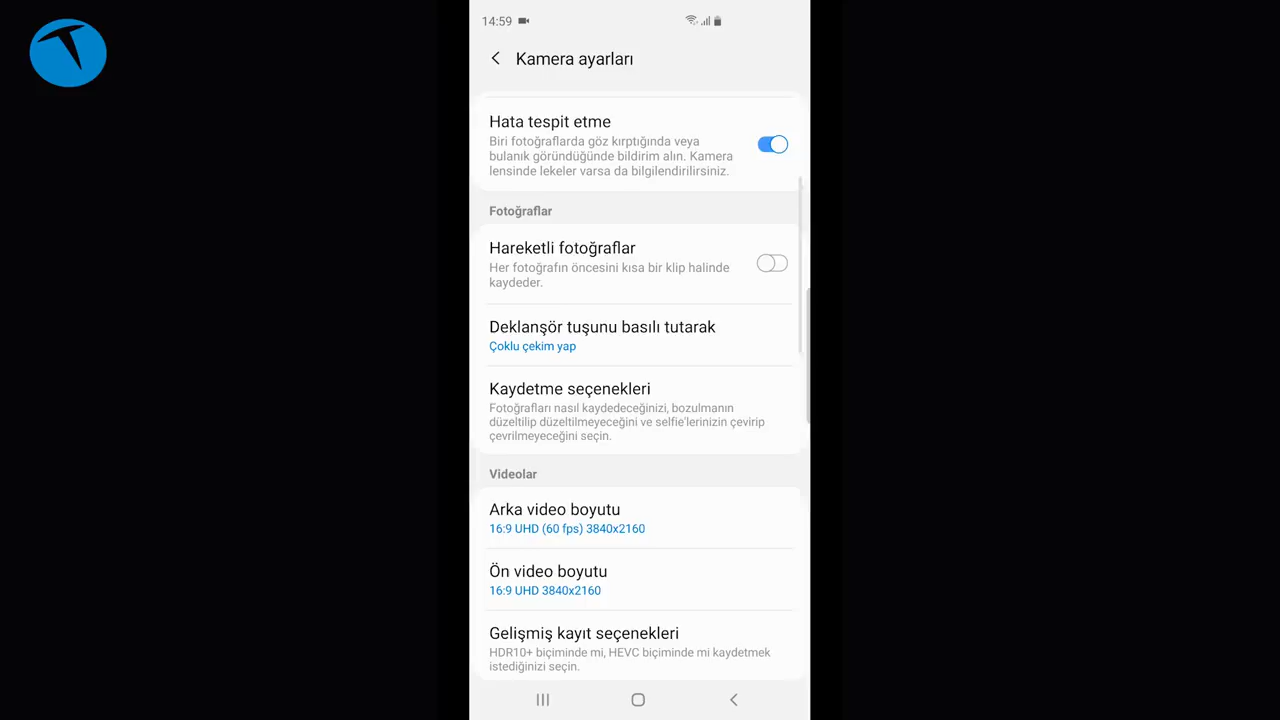 14:59
Kamera ayarları
Hata tespit etme
Biri fotoğraflarda göz kırptığında veya
bulanık göründüğünde bildirim alın. Kamera
lensinde lekeler varsa da bilgilendirilirsiniz.
Fotoğraflar
Hareketli fotoğraflar
Her fotoğrafın öncesini kısa bir klip halinde
kaydeder.
Deklanşör tuşunu basılı tutarak
Çoklu çekim yap
Kaydetme seçenekleri
Fotoğrafları nasıl kaydedeceğinizi, bozulmanın
düzeltilip düzeltilmeyeceğini ve selfie'lerinizin çevirip
çevrilmeyeceğini seçin.
Videolar
Arka video boyutu
16:9 UHD (60 fps) 3840x2160
Ön video boyutu
16:9 UHD 3840x2160
Gelişmiş kayıt seçenekleri
HDR10+ biçiminde mi, HEVC biçiminde mi kaydetmek
istediğinizi seçin.